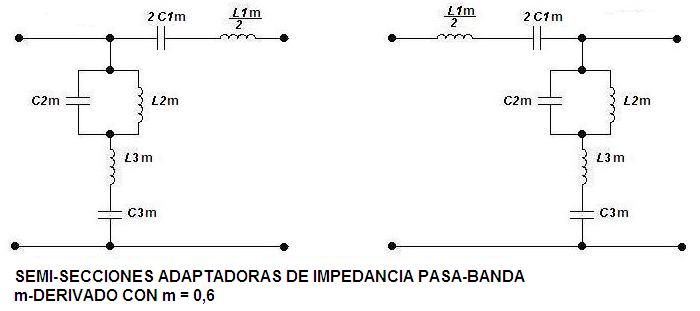 2 C1m
L1m
2
C2m
L2m
L3m
C3m
L1m
2
2 C1m
C2m
L2m
L3m
C3m
SEMI-SECCIONES ADAPTADORAS DE IMPEDANCIA PASA-BANDA
m-DERIVADO CON m = 0,6